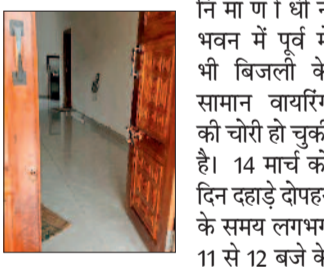 नि र्मा ण ा धी न
भवन में पूर्व में
भी बिजली के
सामान वायरिंग
की चोरी हो चुकी
है। 14 मार्च को
दिन दहाड़े दोपहर
के समय लगभग
11 से 12 बजे के